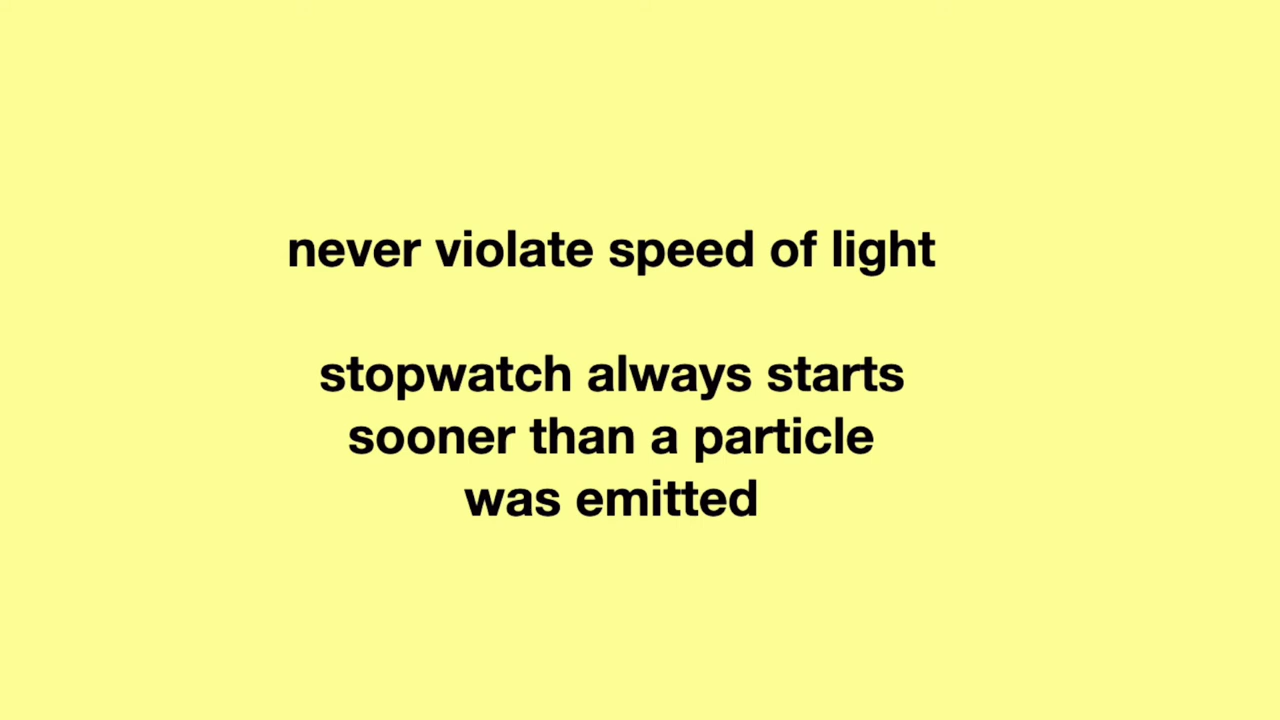 never violate speed of light
stopwatch always starts
sooner than a particle
was emitted